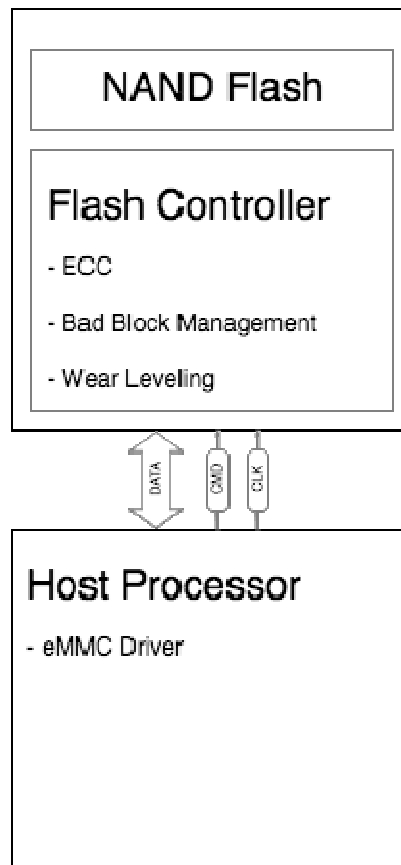 NAND Flash
Flash Controller
- ECC
- Bad Block Management
- Wear Leveling
DATA
CMD
CLK
Host Processor
- eMMC Driver